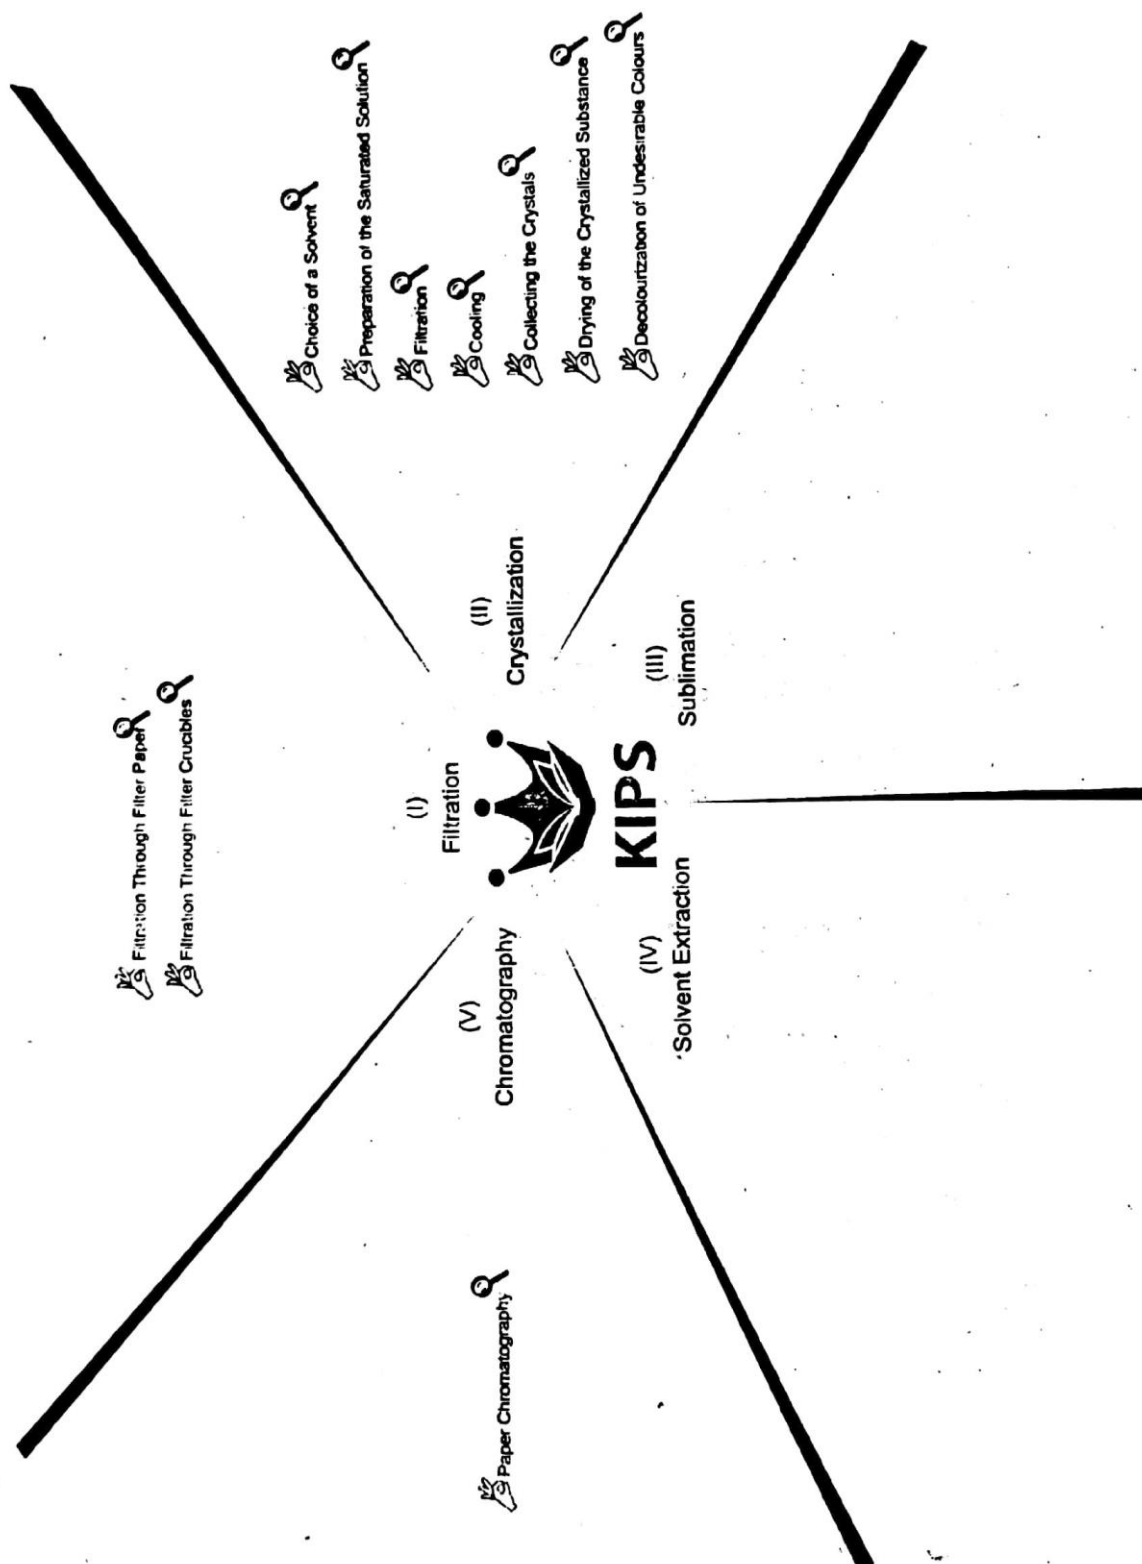 Filtration Through Filter Paper
Filtration Through Filter Crucibles
(I)
Filtration
(II)
Crystallization
Choice of a Solvent
Preparation of the Saturated Solution
Filtration
Cooling
Collecting the Crystals
Drying of the Crystallized Substance
Decolourization of Undesirable Colours
(III)
Sublimation
(IV)
Solvent Extraction
(V)
Chromatography
Paper Chromatography
KIPS